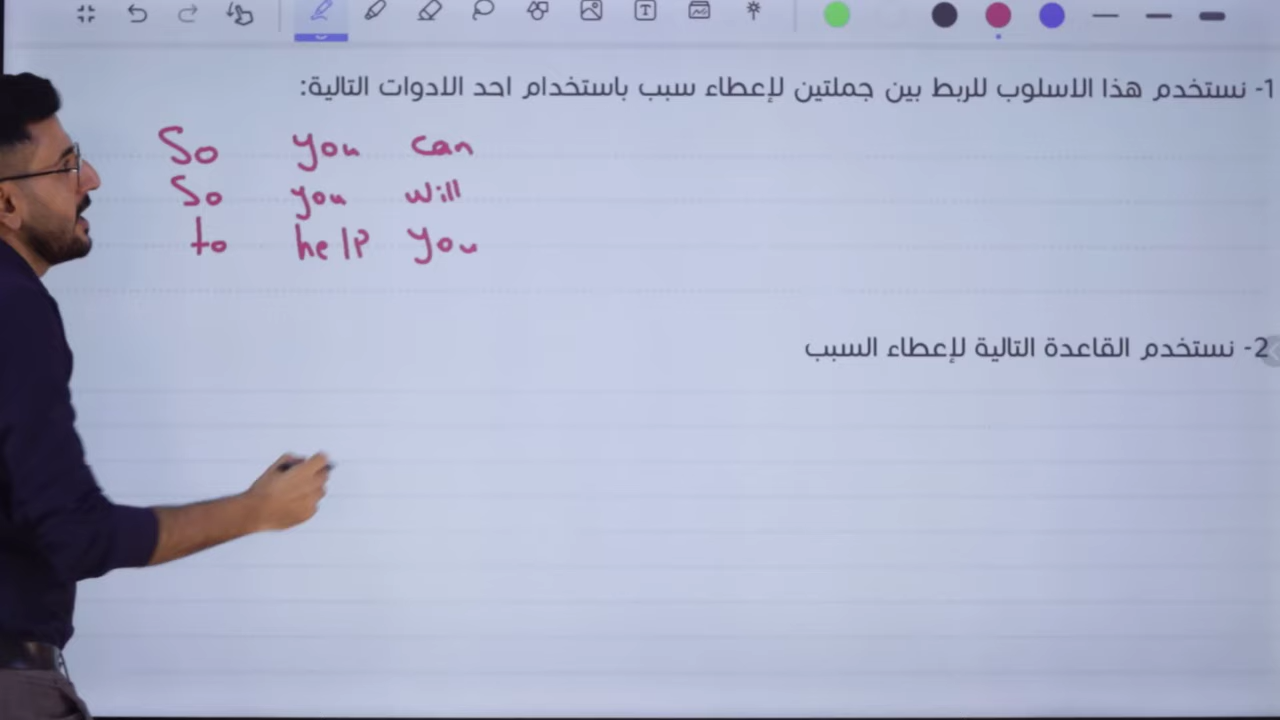 1- نستخدم هذا الاسلوب للربط بين جملتين لإعطاء سبب باستخدام احد الادوات التالية:
So you can
So you will
to help you
2- نستخدم القاعدة التالية لإعطاء السبب